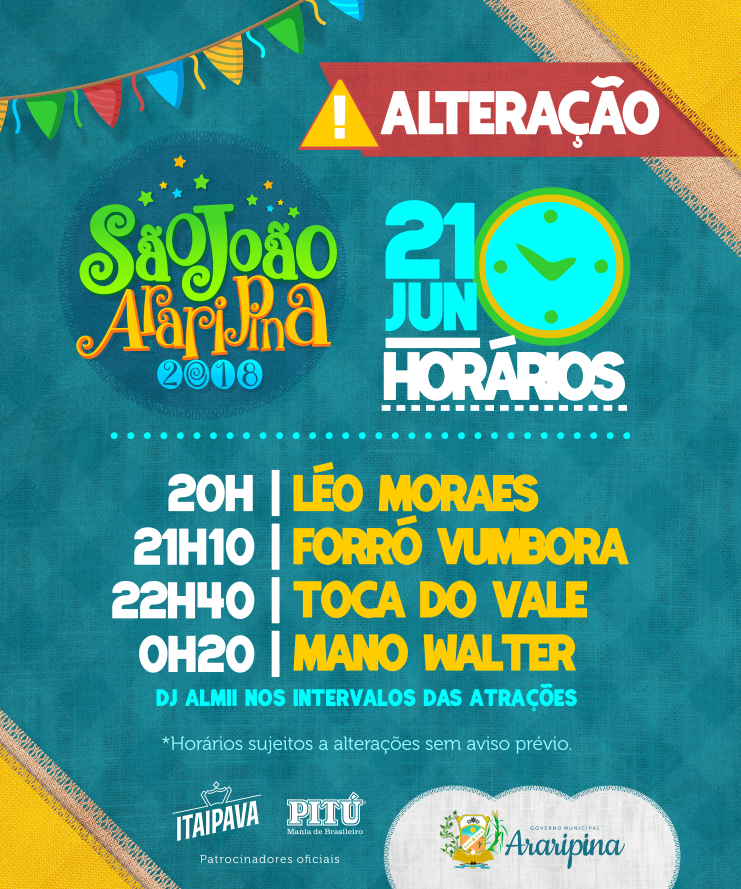 ! ALTERAÇÃO
São João
Araripina
2018
21
JUN
HORÁRIOS
20H | LÉO MORAES
21H10 | FORRÓ VUMBORA
22H40 | TOCA DO VALE
0H20 | MANO WALTER
DJ ALMII NOS INTERVALOS DAS ATRAÇÕES
*Horários sujeitos a alterações sem aviso prévio.
ITAIPAVA
PITÚ
Mania de Brasileiro
Patrocinadores oficiais
GOVERNO MUNICIPAL
Araripina